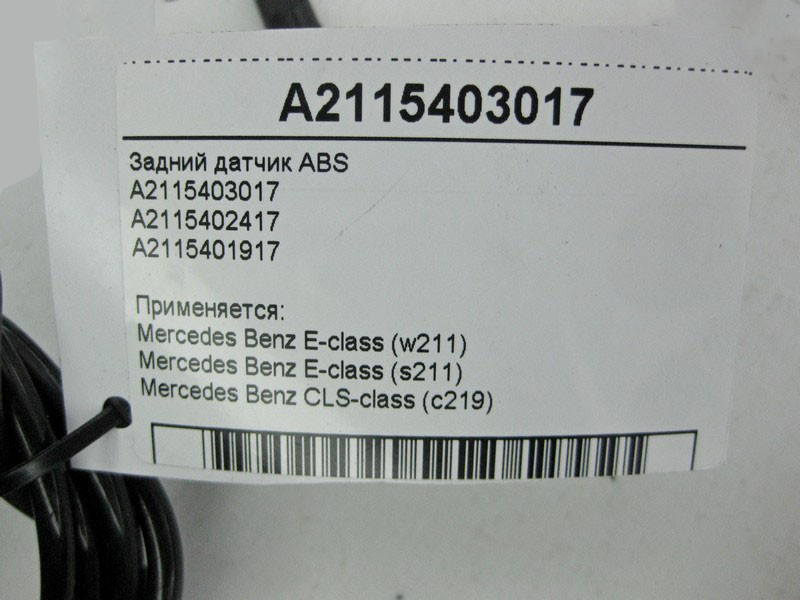 A2115403017
Задний датчик ABS
A2115403017
A2115402417
A2115401917
Применяется:
Mercedes Benz E-class (w211)
Mercedes Benz E-class (s211)
Mercedes Benz CLS-class (c219)